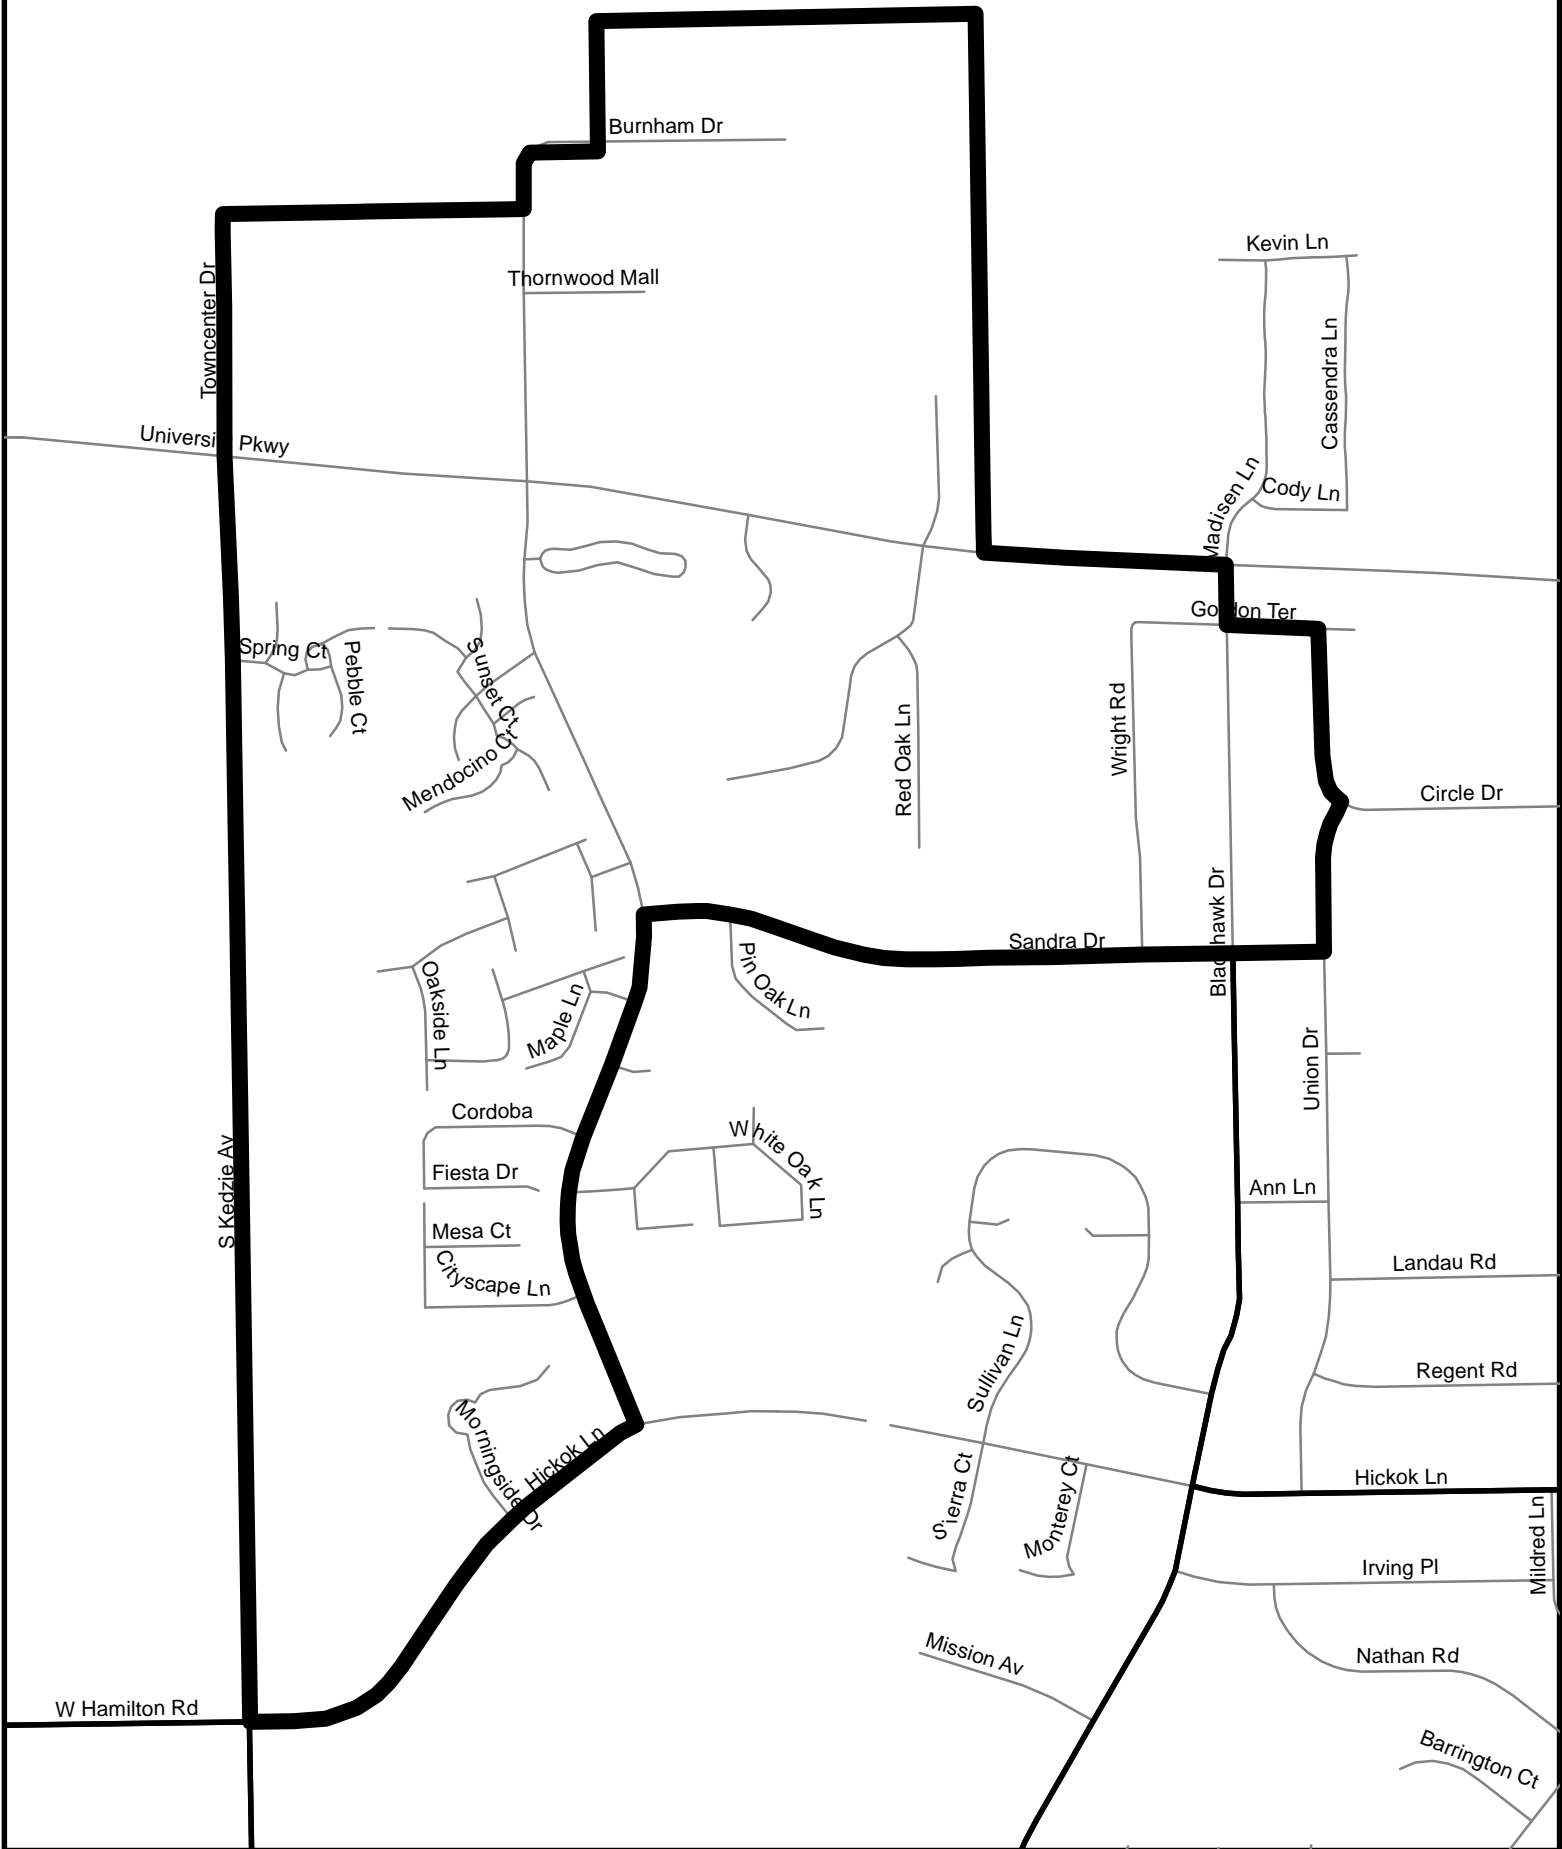 Burnham Dr
Kevin Ln
Thornwood Mall
Towncenter Dr
Cassendra Ln
University Pkwy
Madisen Ln
Cody Ln
Gordon Ter
Spring Ct
Pebble Ct
Sunset Ct
Mendocino Ct
Red Oak Ln
Wright Rd
Circle Dr
Blackhawk Dr
Sandra Dr
Pin Oak Ln
Oakside Ln
Maple Ln
Union Dr
Cordoba
White Oak Ln
S Kedzie Av
Fiesta Dr
Ann Ln
Mesa Ct
Cityscape Ln
Landau Rd
Sullivan Ln
Regent Rd
Morningside Dr
Hickok Ln
Sierra Ct
Monterey Ct
Hickok Ln
Mildred Ln
Irving Pl
Mission Av
Nathan Rd
W Hamilton Rd
Barrington Ct